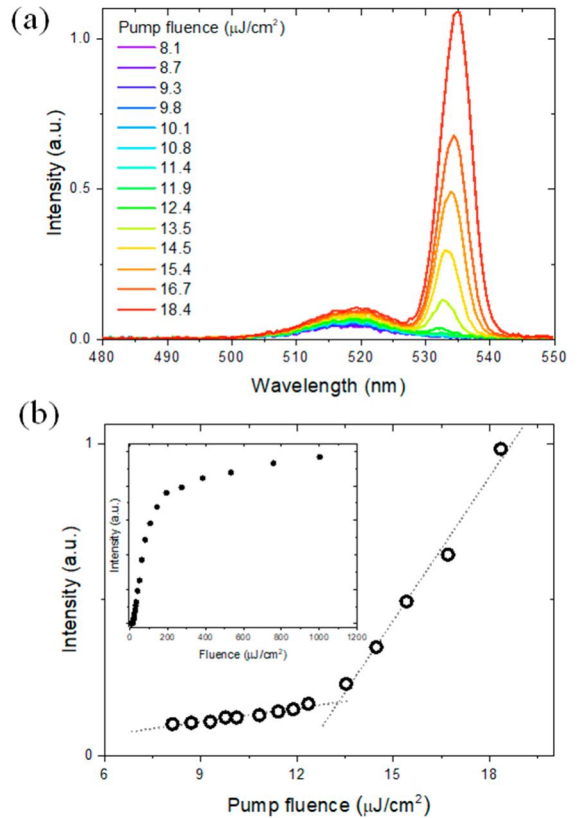 (a)
Pump fluence (μJ/cm²)
8.1
8.7
9.3
9.8
10.1
10.8
11.4
11.9
12.4
13.5
14.5
15.4
16.7
18.4
Intensity (a.u.)
1.0
0.5
0.0
480 490 500 510 520 530 540 550
Wavelength (nm)
(b)
Intensity (a.u.)
1
0
Intensity (a.u.)
0 200 400 600 800 1000 1200
Fluence (μJ/cm²)
6 9 12 15 18
Pump fluence (μJ/cm²)